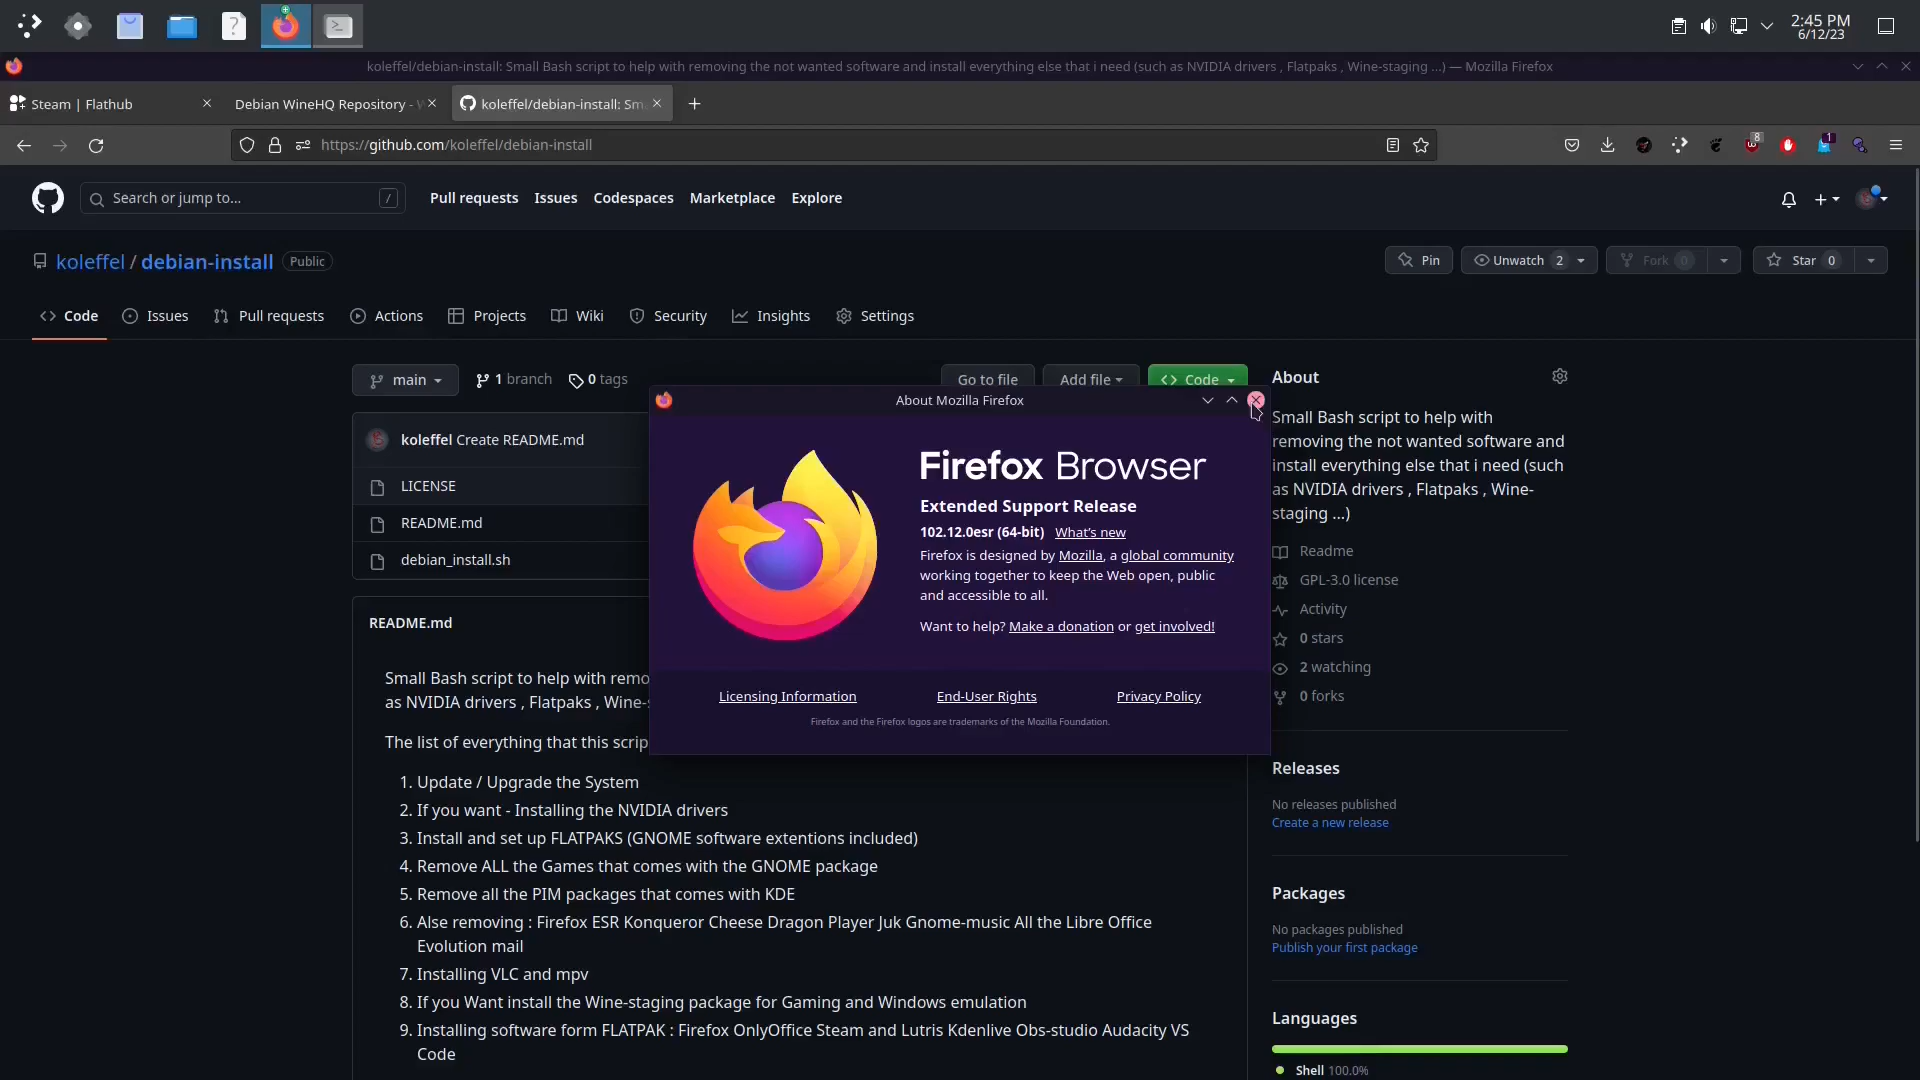 2:45 PM
6/12/23
koleffel/debian-install: Small Bash script to help with removing the not wanted software and install everything else that i need (such as NVIDIA drivers , Flatpaks , Wine-staging ...) — Mozilla Firefox
Steam | Flathub
Debian WineHQ Repository -
koleffel/debian-install: Sm
https://github.com/koleffel/debian-install
8
1
Search or jump to...
/
Pull requests
Issues
Codespaces
Marketplace
Explore
koleffel / debian-install
Public
Pin
Unwatch 2
Fork 0
Star 0
Code
Issues
Pull requests
Actions
Projects
Wiki
Security
Insights
Settings
main
1 branch
0 tags
Go to file
Add file
Code
koleffel Create README.md
LICENSE
README.md
debian_install.sh
README.md
Small Bash script to help with remo
as NVIDIA drivers , Flatpaks , Wine-
The list of everything that this scrip
1. Update / Upgrade the System
2. If you want - Installing the NVIDIA drivers
3. Install and set up FLATPAKS (GNOME software extentions included)
4. Remove ALL the Games that comes with the GNOME package
5. Remove all the PIM packages that comes with KDE
6. Alse removing : Firefox ESR Konqueror Cheese Dragon Player Juk Gnome-music All the Libre Office
Evolution mail
7. Installing VLC and mpv
8. If you Want install the Wine-staging package for Gaming and Windows emulation
9. Installing software form FLATPAK : Firefox OnlyOffice Steam and Lutris Kdenlive Obs-studio Audacity VS
Code
About Mozilla Firefox
Firefox Browser
Extended Support Release
102.12.0esr (64-bit) What's new
Firefox is designed by Mozilla, a global community
working together to keep the Web open, public
and accessible to all.
Want to help? Make a donation or get involved!
Licensing Information
End-User Rights
Privacy Policy
Firefox and the Firefox logos are trademarks of the Mozilla Foundation.
About
Small Bash script to help with
removing the not wanted software and
install everything else that i need (such
as NVIDIA drivers , Flatpaks , Wine-
staging ...)
Readme
GPL-3.0 license
Activity
0 stars
2 watching
0 forks
Releases
No releases published
Create a new release
Packages
No packages published
Publish your first package
Languages
Shell 100.0%